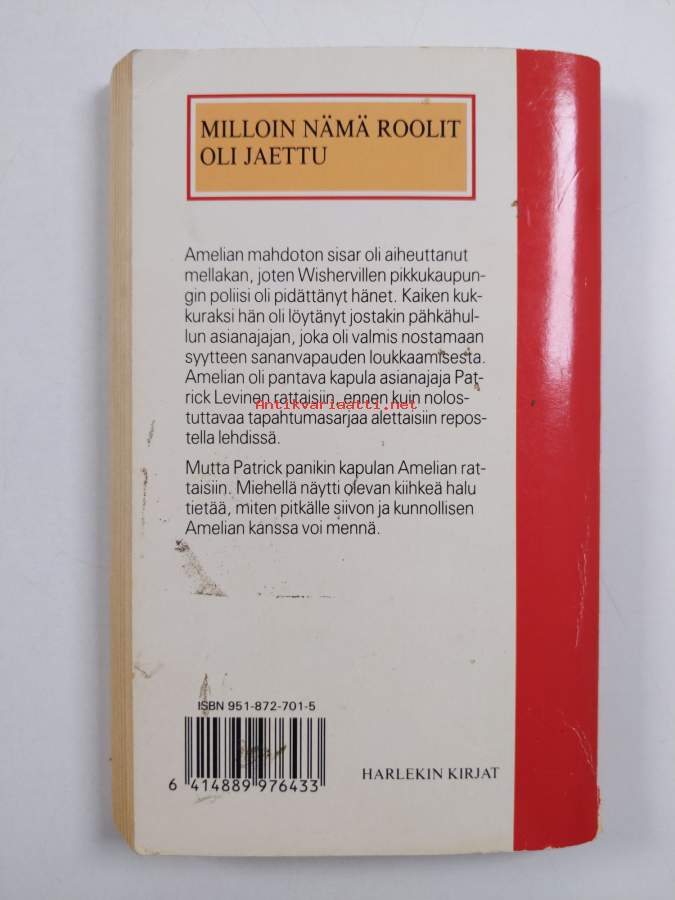 MILLOIN NÄMÄ ROOLIT
OLI JAETTU
Amelian mahdoton sisar oli aiheuttanut
mellakan, joten Wishervillen pikkukaupun-
gin poliisi oli pidättänyt hänet. Kaiken kuk-
kuraksi hän oli löytänyt jostakin pähkähul-
lun asianajajan, joka oli valmis nostamaan
syytteen sananvapauden loukkaamisesta.
Amelian oli pantava kapula asianajaja Pat-
rick Levinen rattaisiin, ennen kuin nolos-
Antikvariaatti.net
tuttavaa tapahtumasarjaa alettaisiin repos-
tella lehdissä.
Mutta Patrick panikin kapulan Amelian rat-
taisiin. Miehellä näytti olevan kiihkeä halu
tietää, miten pitkälle siivon ja kunnollisen
Amelian kanssa voi mennä.
ISBN 951-872-701-5
6 414889 976433
HARLEKIN KIRJAT